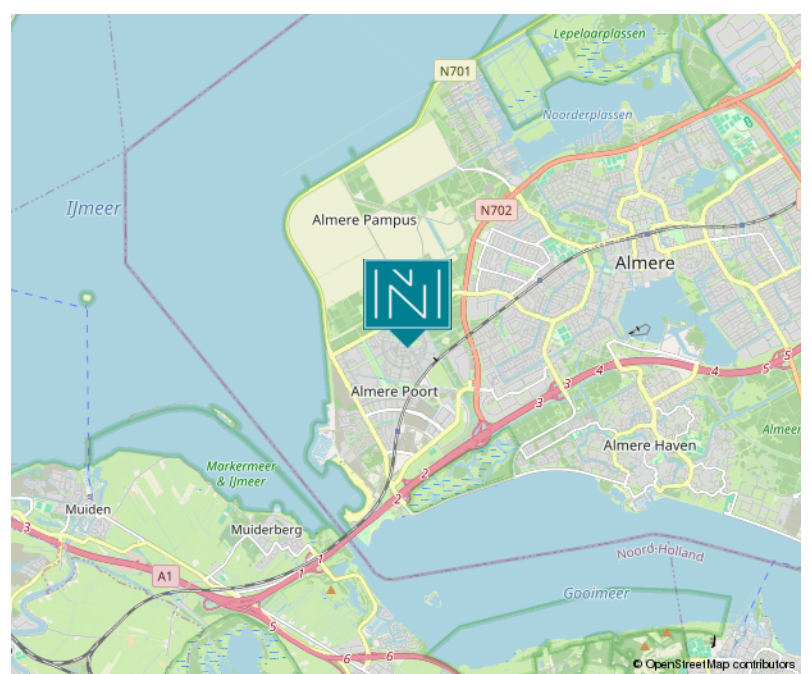 Lepelaarplassen
N701
Noorderplassen
IJmeer
N702
Almere Pampus
Almere
N
5
4
4
3
3
Almere Poort
Almere Haven
Almeer
2
2
Markermeer
& IJmeer
Muiden
3
Muiderberg
1
1
Noord-Holland
A1
Gooimeer
5
6
6
© OpenStreetMap contributors